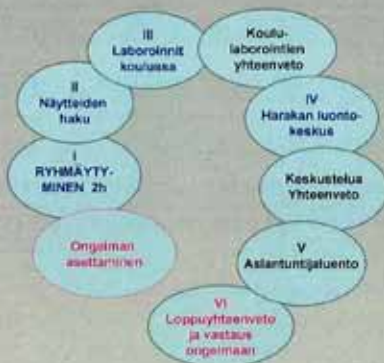 III
Laboroinnit
koulussa
Koulu-
laborointien
yhteenveto
II
Näytteiden
haku
IV
Harakan luonto-
keskus
I
RYHMÄYTY-
MINEN 2h
Keskustelua
Yhteenveto
Ongelman
asettaminen
V
Asiantuntijaluento
VI
Loppuyhteenveto
ja vastaus
ongelmaan